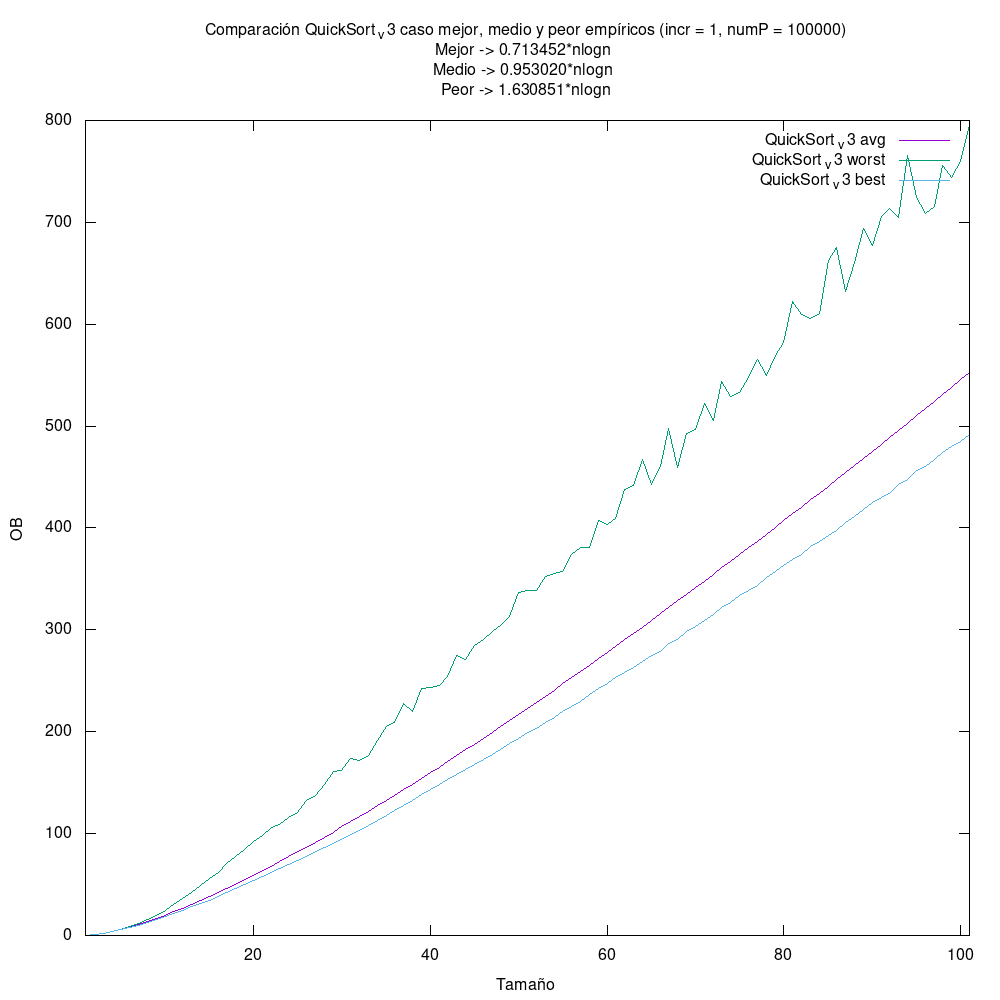 Comparación QuickSort v 3 caso mejor, medio y peor empíricos (incr = 1, numP = 100000)
Mejor -> 0.713452*nlogn
Medio -> 0.953020*nlogn
Peor -> 1.630851*nlogn
QuickSort v 3 avg
QuickSort v 3 worst
QuickSort v 3 best
800
700
600
500
400
300
200
100
0
OB
20 40 60 80 100
Tamaño